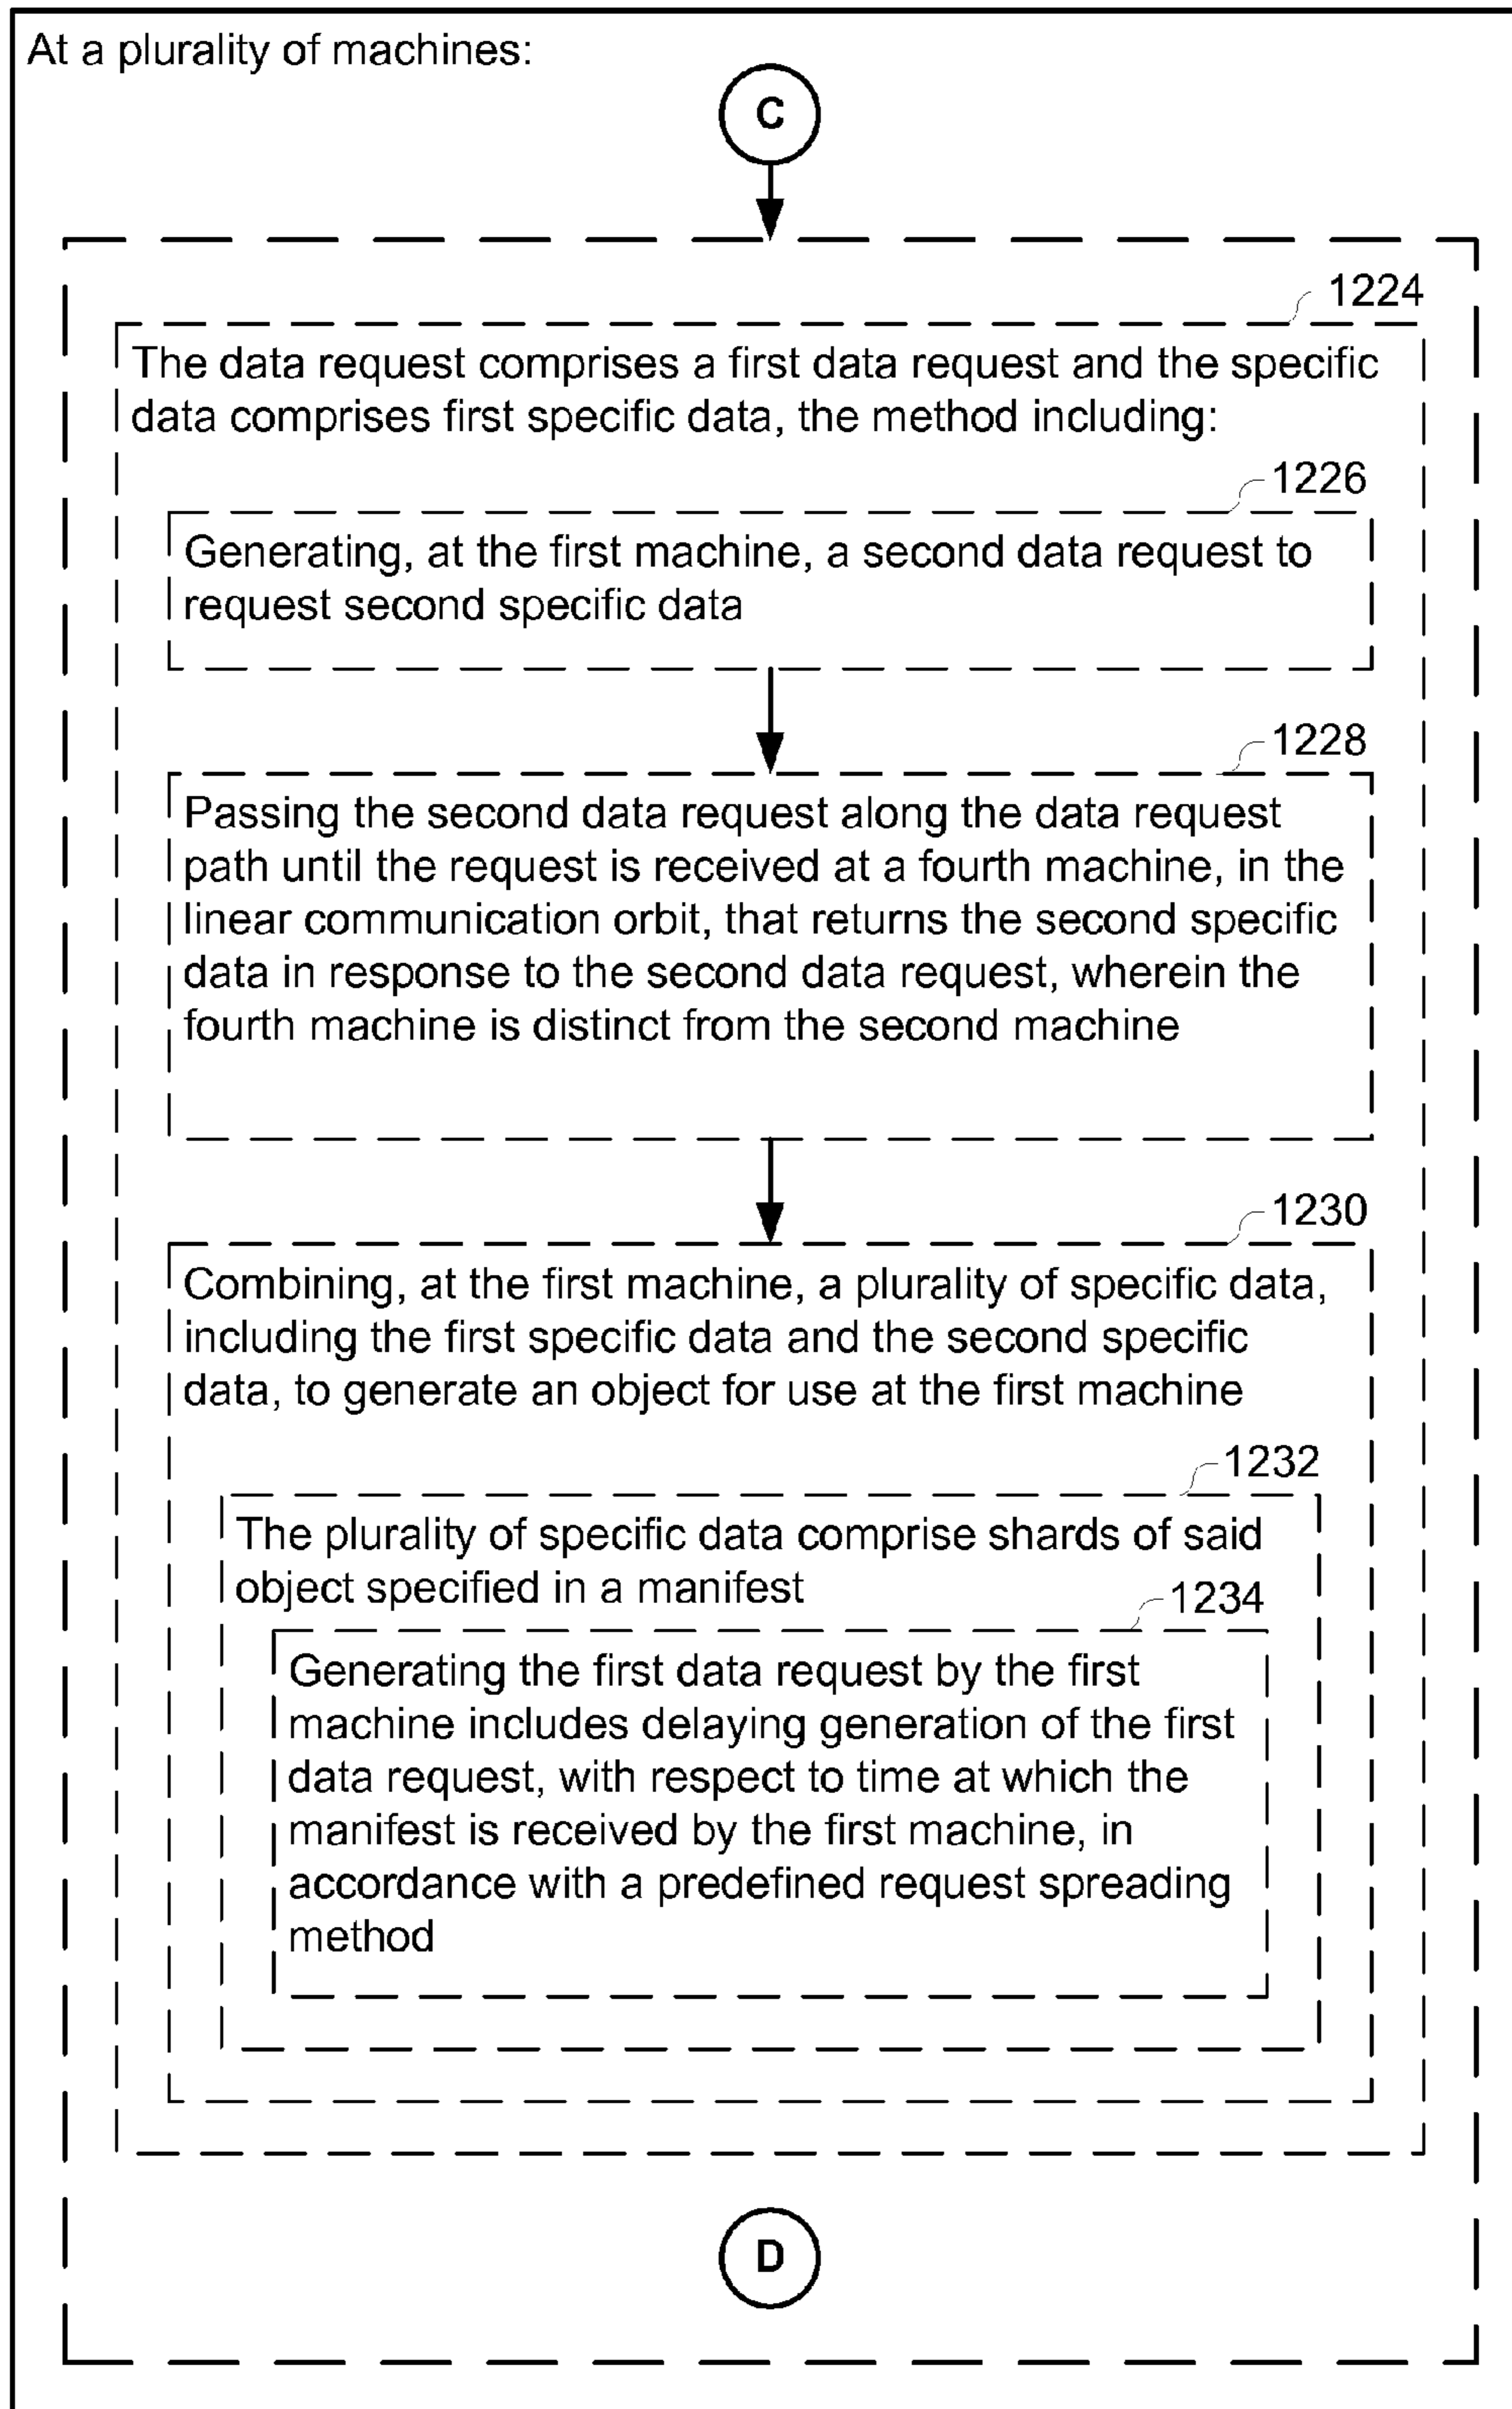 At a plurality of machines:
C
1224
The data request comprises a first data request and the specific
data comprises first specific data, the method including:
1226
Generating, at the first machine, a second data request to
request second specific data
1228
Passing the second data request along the data request
path until the request is received at a fourth machine, in the
linear communication orbit, that returns the second specific
data in response to the second data request, wherein the
fourth machine is distinct from the second machine
1230
Combining, at the first machine, a plurality of specific data,
including the first specific data and the second specific
data, to generate an object for use at the first machine
1232
The plurality of specific data comprise shards of said
object specified in a manifest
1234
Generating the first data request by the first
machine includes delaying generation of the first
data request, with respect to time at which the
manifest is received by the first machine, in
accordance with a predefined request spreading
method
D